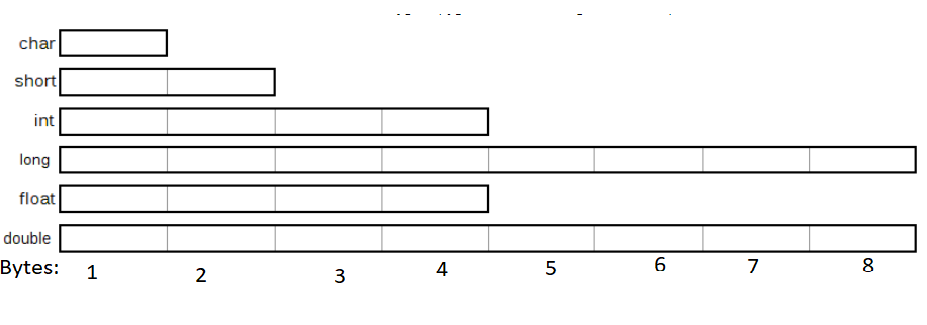 char
short
int
long
float
double
Bytes: 1 2 3 4 5 6 7 8